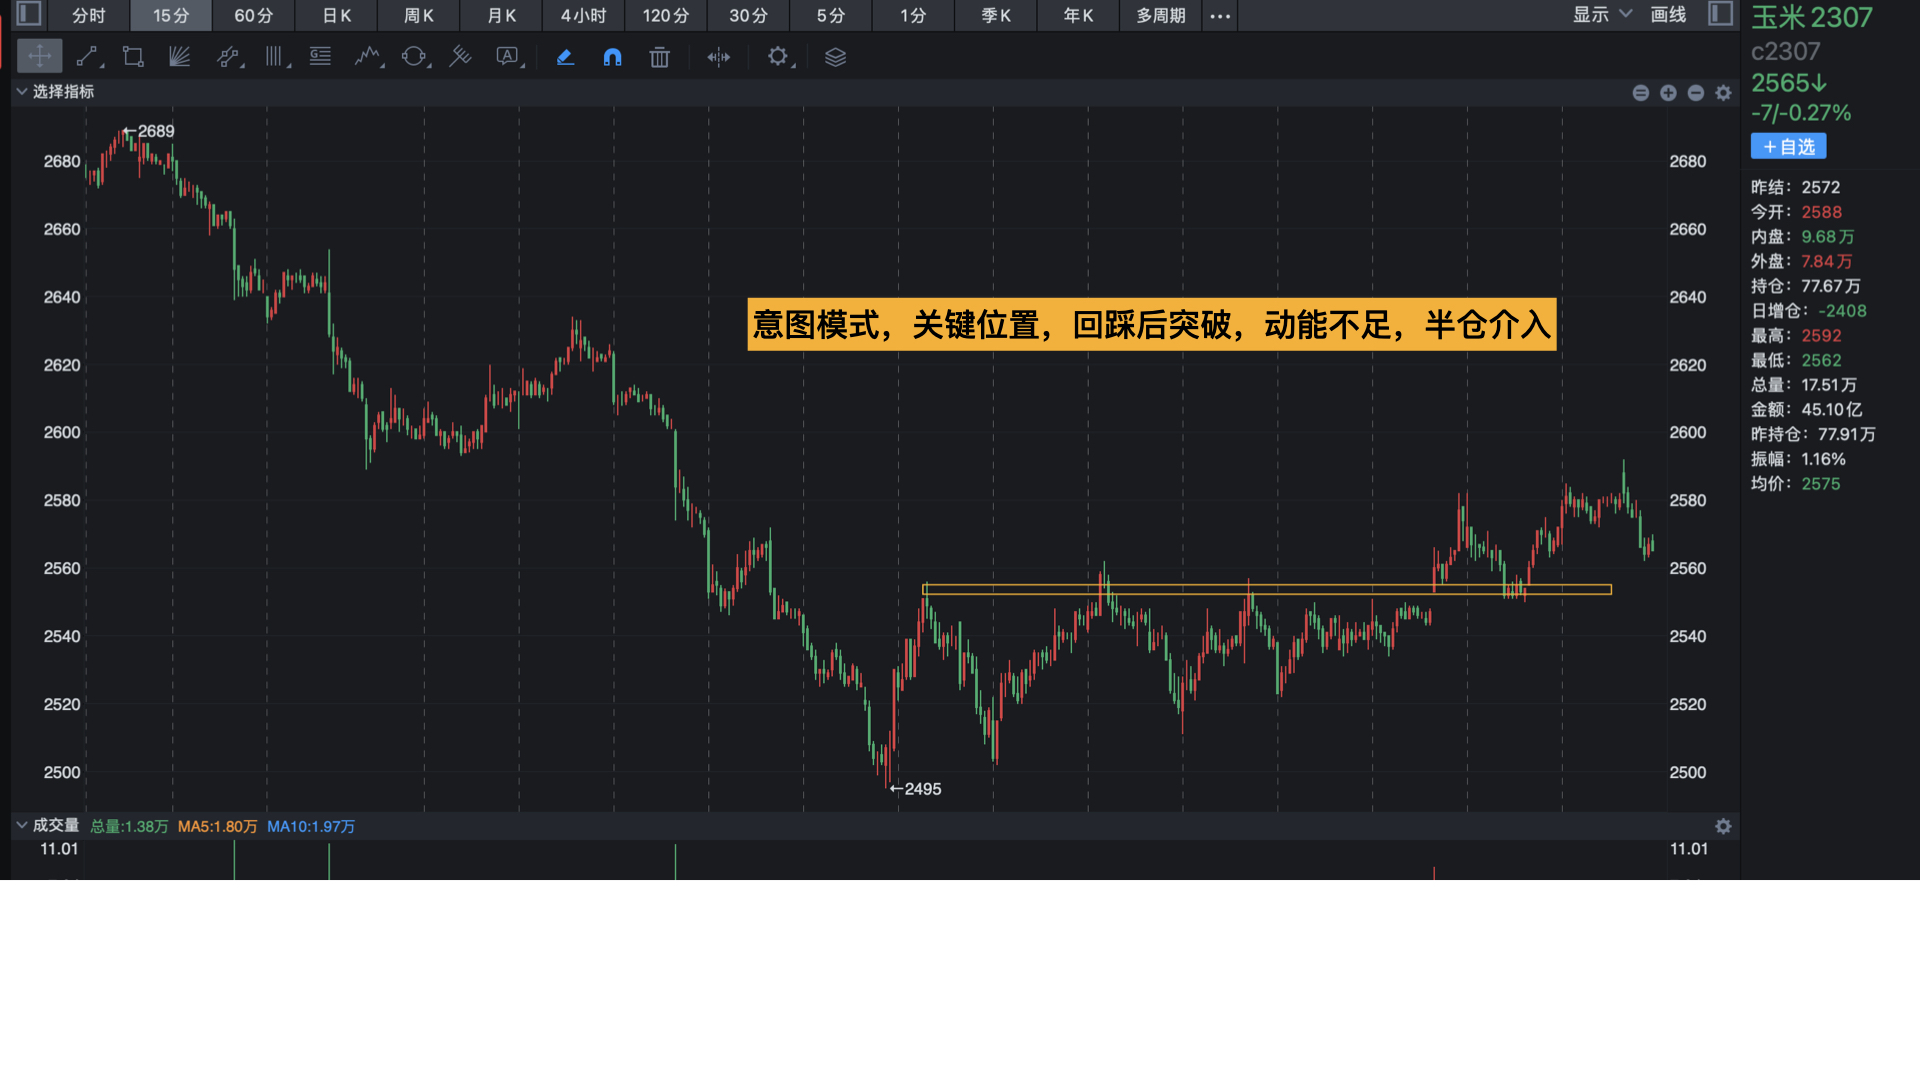 分时 15分 60分 日K 周K 月K 4小时 120分 30分 5分 1分 季K 年K 多周期 ··· 显示 画线
选择指标
玉米2307
c2307
2565↓
-7/-0.27%
+自选
昨结: 2572
今开: 2588
内盘: 9.68万
外盘: 7.84万
持仓: 77.67万
日增仓: -2408
最高: 2592
最低: 2562
总量: 17.51万
金额: 45.10亿
昨持仓: 77.91万
振幅: 1.16%
均价: 2575
←2689
2680 2680
2660 2660
2640 2640
意图模式，关键位置，回踩后突破，动能不足，半仓介入
2620 2620
2600 2600
2580 2580
2560 2560
2540 2540
2520 2520
2500 2500
←2495
成交量 总量:1.38万 MA5:1.80万 MA10:1.97万
11.01 11.01